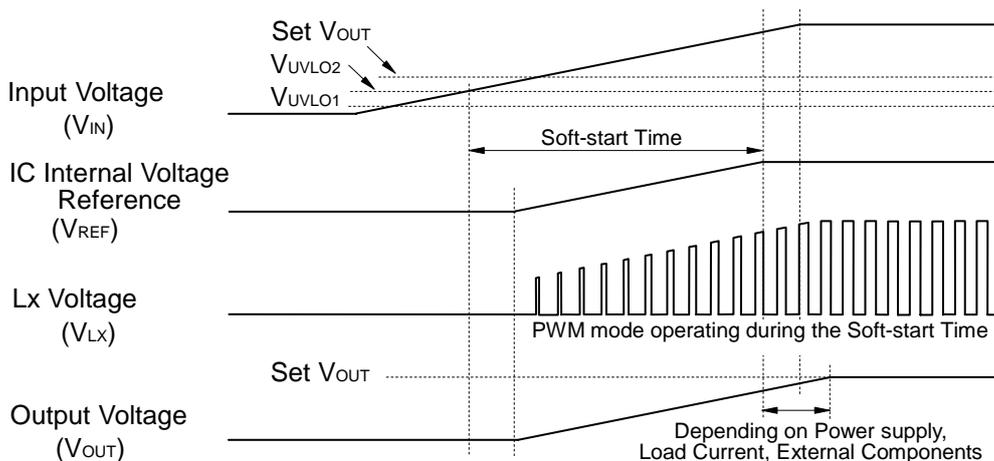 Set VOUT
VUVLO2
VUVLO1
Input Voltage
(VIN)
Soft-start Time
IC Internal Voltage
Reference
(VREF)
Lx Voltage
(VLX)
PWM mode operating during the Soft-start Time
Set VOUT
Output Voltage
(VOUT)
Depending on Power supply,
Load Current, External Components